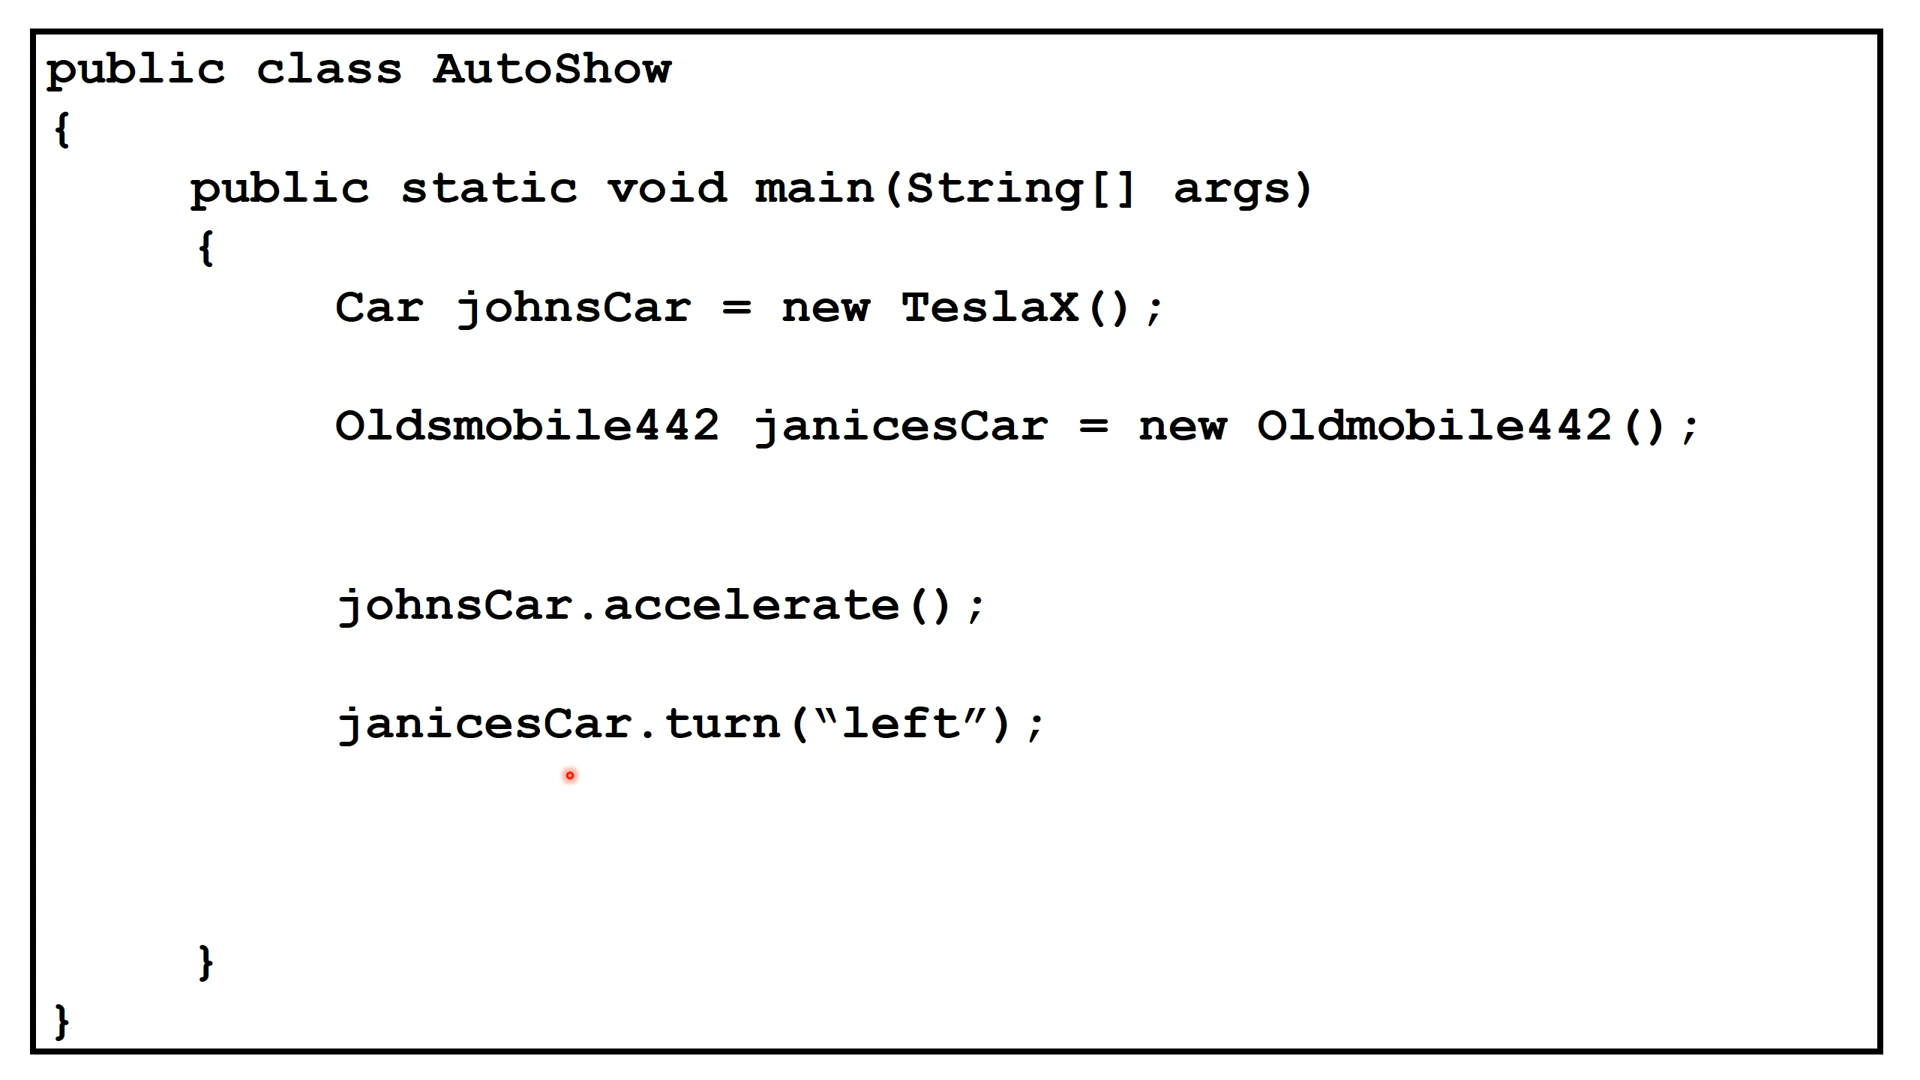 public class AutoShow
{
public static void main(String[] args)
{
Car johnsCar = new TeslaX();
Oldsmobile442 janicesCar = new Oldmobile442();
johnsCar.accelerate();
janicesCar.turn(“left”);
}
}